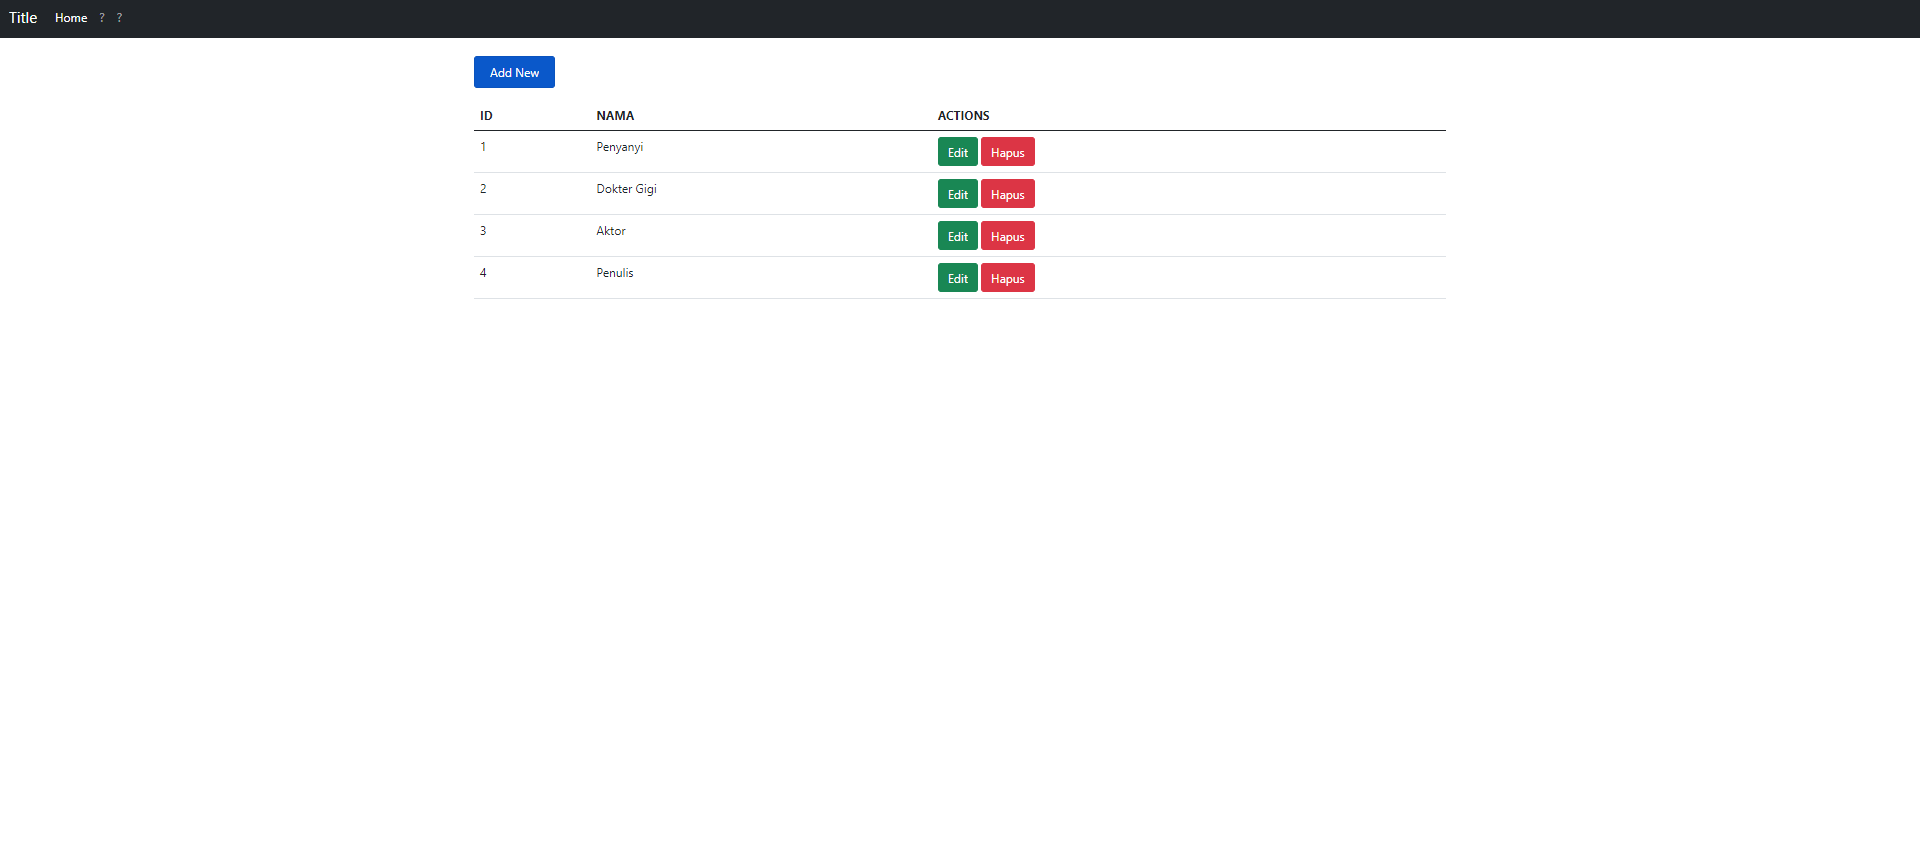 Title Home ? ?
Add New
ID NAMA ACTIONS
1 Penyanyi Edit Hapus
2 Dokter Gigi Edit Hapus
3 Aktor Edit Hapus
4 Penulis Edit Hapus